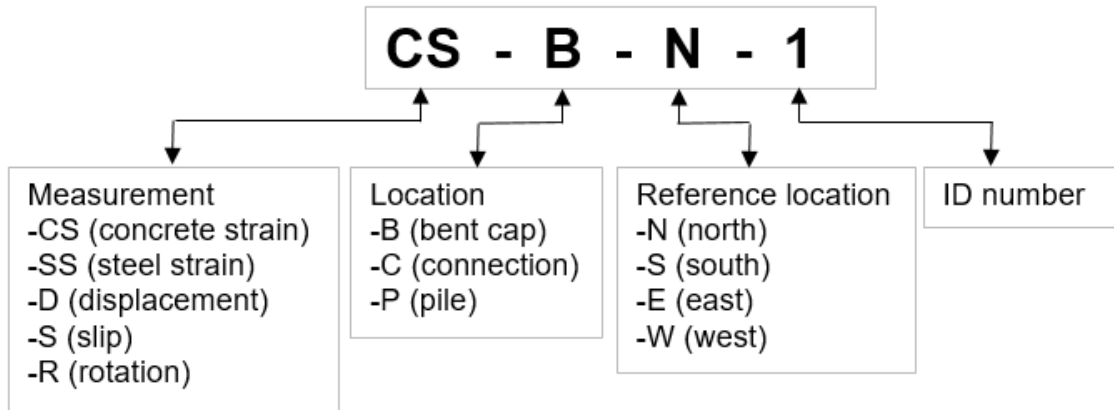 CS - B - N - 1
Measurement
-CS (concrete strain)
-SS (steel strain)
-D (displacement)
-S (slip)
-R (rotation)
Location
-B (bent cap)
-C (connection)
-P (pile)
Reference location
-N (north)
-S (south)
-E (east)
-W (west)
ID number